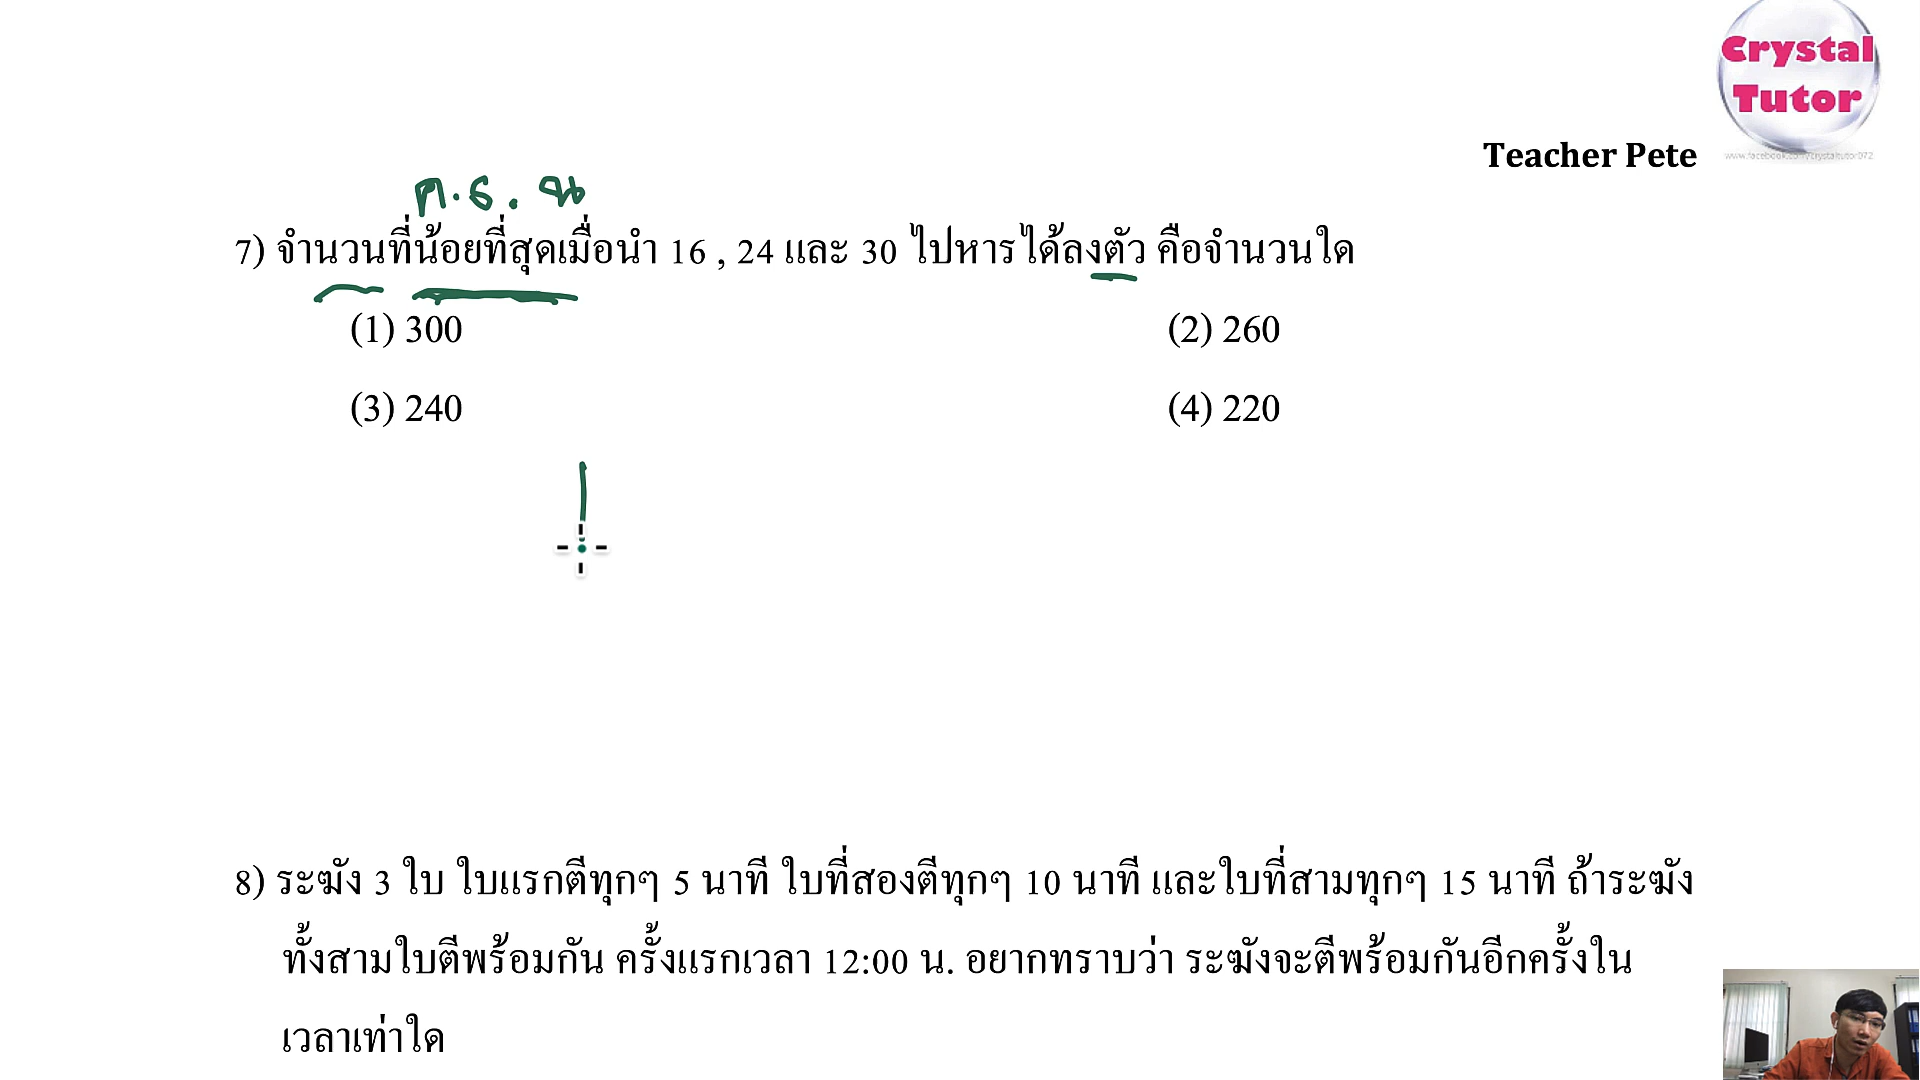 Crystal
Tutor
www.facebook.com/crystaltutor072
Teacher Pete
ค.ร.น
7) จำนวนที่น้อยที่สุดเมื่อนำ 16 , 24 และ 30 ไปหารได้ลงตัว คือจำนวนใด
(1) 300 (2) 260
(3) 240 (4) 220
8) ระฆัง 3 ใบ ใบแรกตีทุกๆ 5 นาที ใบที่สองตีทุกๆ 10 นาที และใบที่สามทุกๆ 15 นาที ถ้าระฆัง
ทั้งสามใบตีพร้อมกัน ครั้งแรกเวลา 12:00 น. อยากทราบว่า ระฆังจะตีพร้อมกันอีกครั้งใน
เวลาเท่าใด